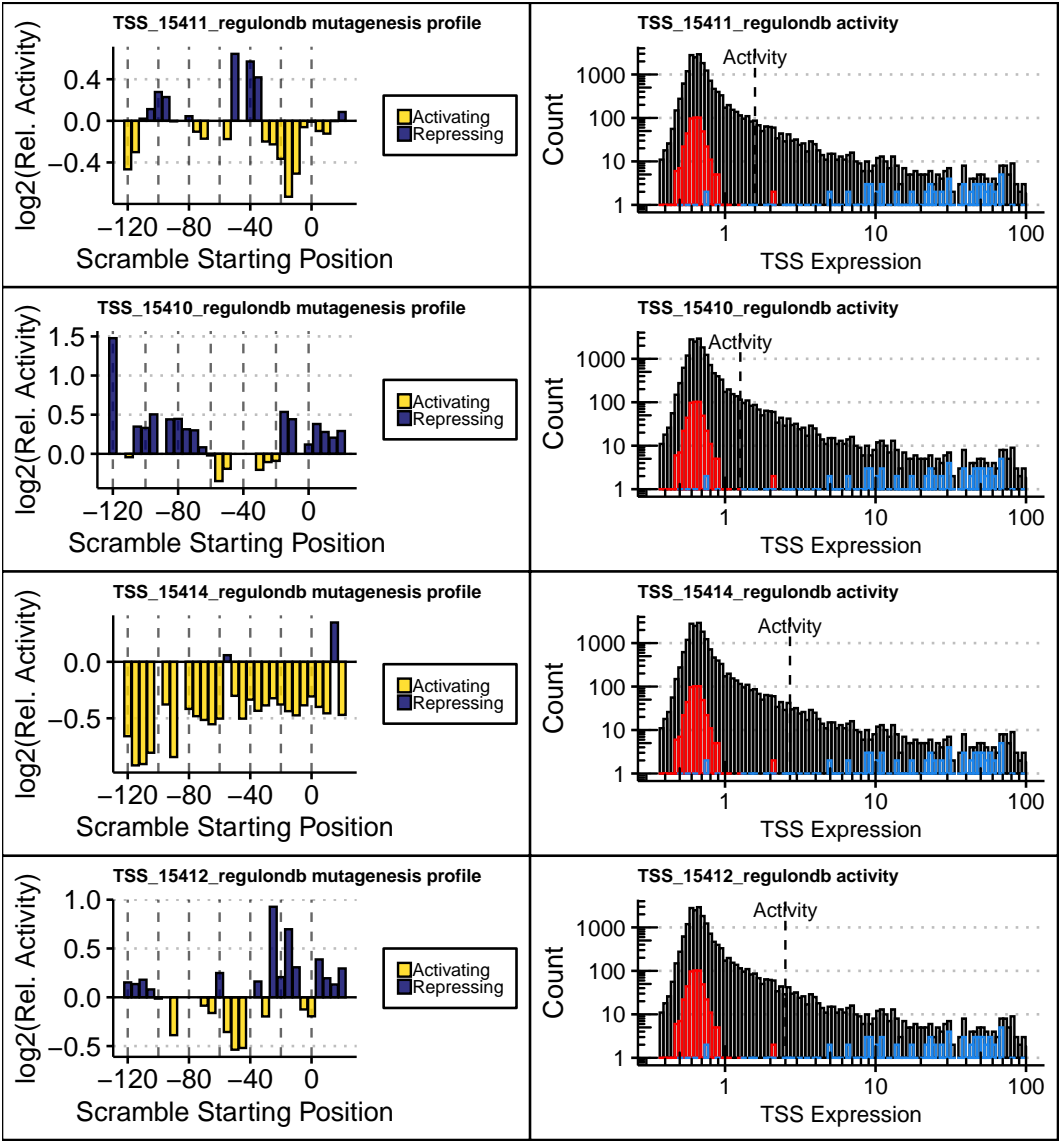 TSS_15411_regulondb mutagenesis profile
log2(Rel. Activity)
0.4
0.0
−0.4
−120 −80 −40 0
Scramble Starting Position
Activating
Repressing
TSS_15411_regulondb activity
Activity
Count
1000
100
10
1
1 10 100
TSS Expression
TSS_15410_regulondb mutagenesis profile
log2(Rel. Activity)
1.5
1.0
0.5
0.0
−120 −80 −40 0
Scramble Starting Position
Activating
Repressing
TSS_15410_regulondb activity
Activity
Count
1000
100
10
1
1 10 100
TSS Expression
TSS_15414_regulondb mutagenesis profile
log2(Rel. Activity)
0.0
−0.5
−120 −80 −40 0
Scramble Starting Position
Activating
Repressing
TSS_15414_regulondb activity
Activity
Count
1000
100
10
1
1 10 100
TSS Expression
TSS_15412_regulondb mutagenesis profile
log2(Rel. Activity)
1.0
0.5
0.0
−0.5
−120 −80 −40 0
Scramble Starting Position
Activating
Repressing
TSS_15412_regulondb activity
Activity
Count
1000
100
10
1
1 10 100
TSS Expression